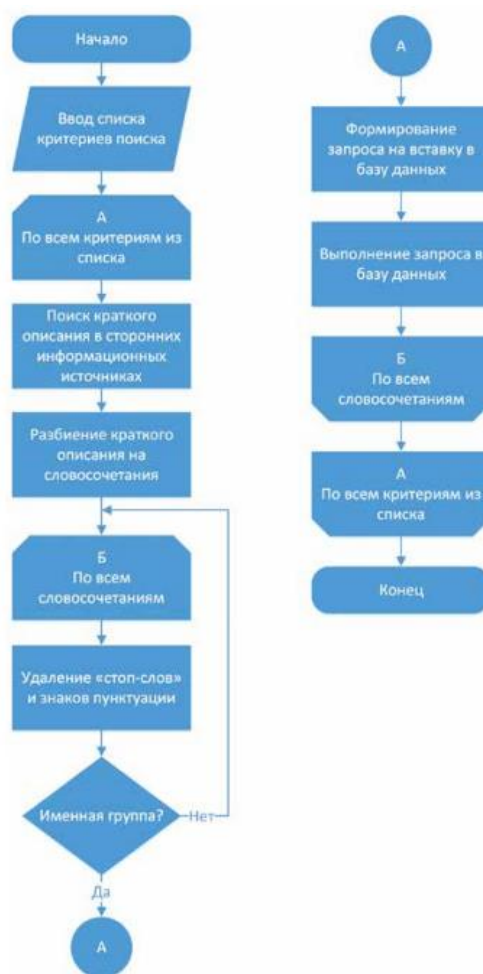 Начало
Ввод списка
критериев поиска
А
По всем критериям из
списка
Поиск краткого
описания в сторонних
информационных
источниках
Разбиение краткого
описания на
словосочетания
Б
По всем
словосочетаниям
Удаление «стоп-слов»
и знаков пунктуации
Именная группа?
Нет
Да
А
А
Формирование
запроса на вставку в
базу данных
Выполнение запроса в
базу данных
Б
По всем
словосочетаниям
А
По всем критериям из
списка
Конец